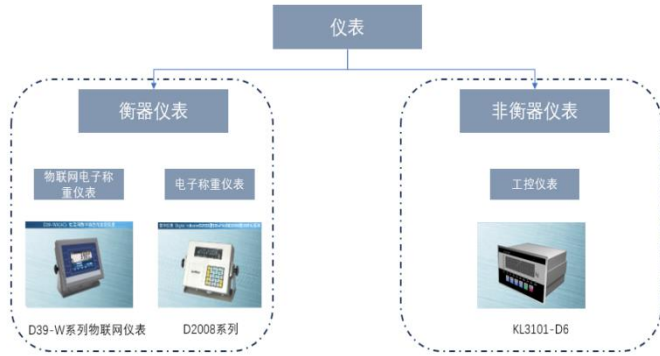 仪表
衡器仪表
非衡器仪表
物联网电子称
重仪表
电子称重仪表
工控仪表
D39-W系列物联网仪表
D2008系列
KL3101-D6